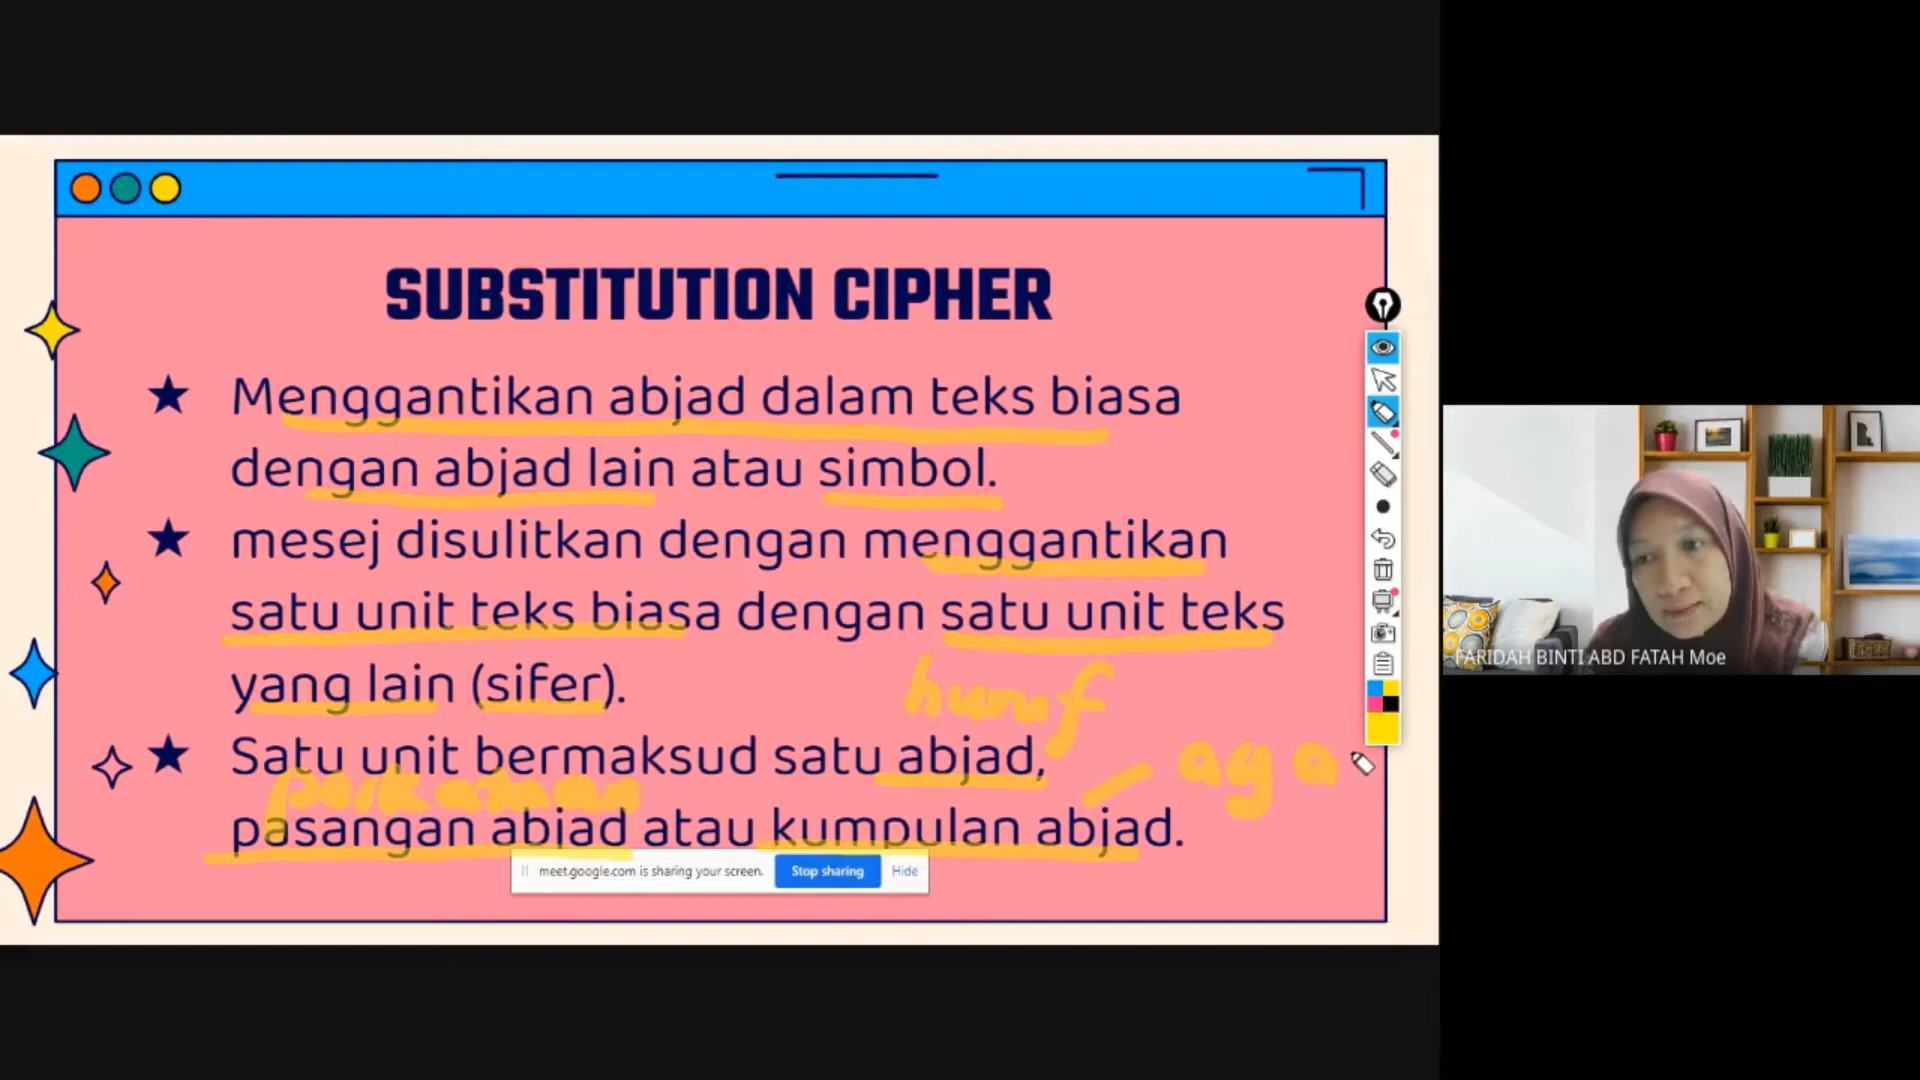 SUBSTITUTION CIPHER
★ Menggantikan abjad dalam teks biasa
dengan abjad lain atau simbol.
★ mesej disulitkan dengan menggantikan
satu unit teks biasa dengan satu unit teks
yang lain (sifer).
huruf
★ Satu unit bermaksud satu abjad,
perkataan
aya
pasangan abjad atau kumpulan abjad.
meet.google.com is sharing your screen. Stop sharing Hide
FARIDAH BINTI ABD FATAH Moe